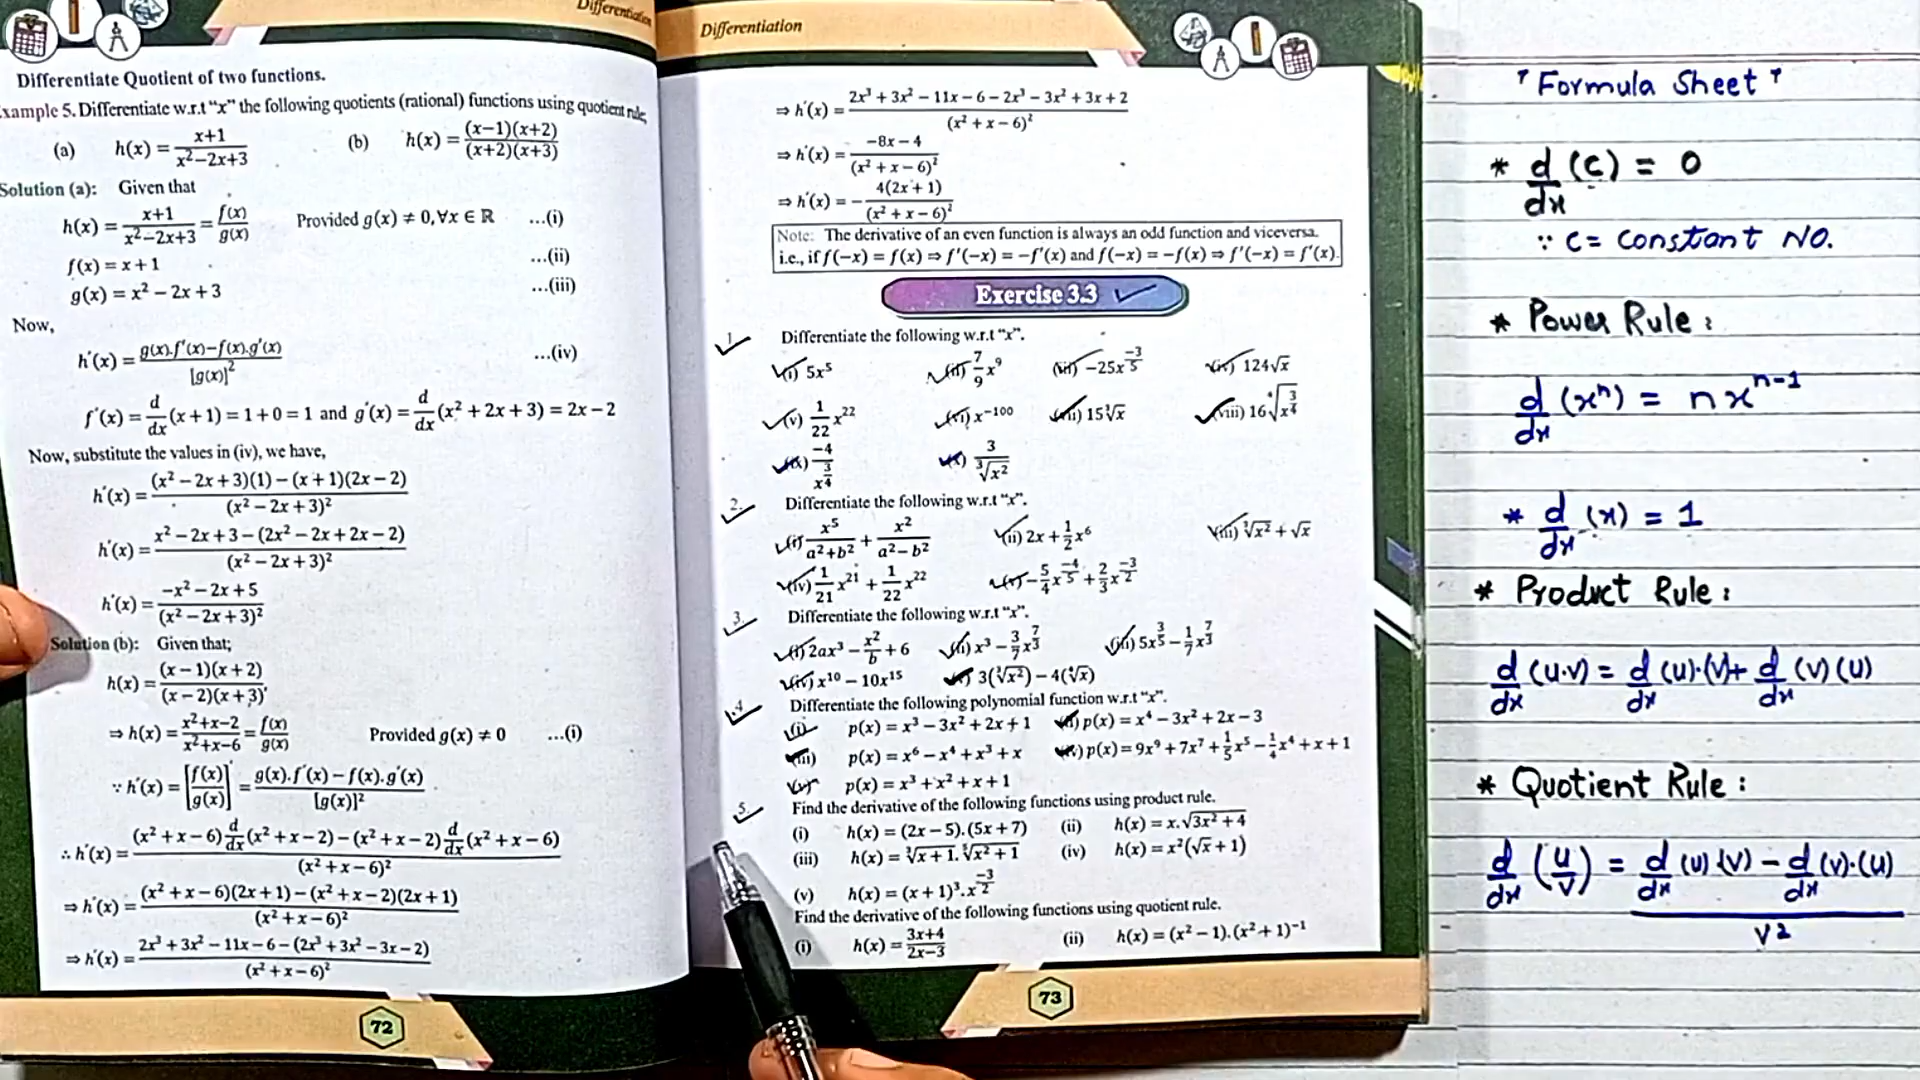 Differentiation
Differentiate Quotient of two functions.
xample 5. Differentiate w.r.t "x" the following quotients (rational) functions using quotient rule
(a) h(x) = (x+1)/(x²−2x+3) (b) h(x) = ((x−1)(x+2))/((x+2)(x+3))
Solution (a): Given that
h(x) = (x+1)/(x²−2x+3) = f(x)/g(x) Provided g(x) ≠ 0, ∀x ∈ ℝ ...(i)
f(x) = x + 1 ...(ii)
g(x) = x² − 2x + 3 ...(iii)
Now,
h′(x) = (g(x).f′(x)−f(x).g′(x))/[g(x)]² ...(iv)
f′(x) = d/dx (x + 1) = 1 + 0 = 1 and g′(x) = d/dx (x² + 2x + 3) = 2x − 2
Now, substitute the values in (iv), we have,
h′(x) = ((x² − 2x + 3)(1) − (x + 1)(2x − 2))/(x² − 2x + 3)²
h′(x) = (x² − 2x + 3 − (2x² − 2x + 2x − 2))/(x² − 2x + 3)²
h′(x) = (−x² − 2x + 5)/(x² − 2x + 3)²
Solution (b): Given that;
h(x) = ((x − 1)(x + 2))/((x − 2)(x + 3))'
⇒ h(x) = (x²+x−2)/(x²+x−6) = f(x)/g(x) Provided g(x) ≠ 0 ...(i)
∵ h′(x) = [f(x)/g(x)]′ = (g(x).f′(x) − f(x).g′(x))/[g(x)]²
∴ h′(x) = ((x² + x − 6) d/dx (x² + x − 2) − (x² + x − 2) d/dx (x² + x − 6))/(x² + x − 6)²
⇒ h′(x) = ((x² + x − 6)(2x + 1) − (x² + x − 2)(2x + 1))/(x² + x − 6)²
⇒ h′(x) = (2x³ + 3x² − 11x − 6 − (2x³ + 3x² − 3x − 2))/(x² + x − 6)²
72
Differentiation
⇒ h′(x) = (2x³ + 3x² − 11x − 6 − 2x³ − 3x² + 3x + 2)/(x² + x − 6)²
⇒ h′(x) = (−8x − 4)/(x² + x − 6)²
⇒ h′(x) = − 4(2x + 1)/(x² + x − 6)²
Note: The derivative of an even function is always an odd function and viceversa.
i.e., if f(−x) = f(x) ⇒ f′(−x) = −f′(x) and f(−x) = −f(x) ⇒ f′(−x) = f′(x).
Exercise 3.3
1. Differentiate the following w.r.t "x".
(i) 5x⁵ (ii) 7/9 x⁹ (iii) −25x^(−3/5) (iv) 124√x
(v) 1/22 x²² (vi) x⁻¹⁰⁰ (vii) 15∛x (viii) 16⁴√(x^(3/4))
(ix) −4/x^(3/4) (x) 3/∛x²
2. Differentiate the following w.r.t "x".
(i) x⁵/(a²+b²) + x²/(a²−b²) (ii) 2x + 1/2 x⁶ (iii) ∛x² + √x
(iv) 1/21 x²¹ + 1/22 x²² (v) −5/4 x^(−4/5) + 2/3 x^(−3/2)
3. Differentiate the following w.r.t "x".
(i) 2ax³ − x²/b + 6 (ii) x³ − 3/7 x^(7/3) (iii) 5x^(3/5) − 1/7 x^(7/3)
(iv) x¹⁰ − 10x¹⁵ (v) 3(∛x²) − 4(⁴√x)
4. Differentiate the following polynomial function w.r.t "x".
(i) p(x) = x³ − 3x² + 2x + 1 (ii) p(x) = x⁴ − 3x² + 2x − 3
(iii) p(x) = x⁶ − x⁴ + x³ + x (iv) p(x) = 9x⁹ + 7x⁷ + 1/5 x⁵ − 1/4 x⁴ + x + 1
(v) p(x) = x³ + x² + x + 1
5. Find the derivative of the following functions using product rule.
(i) h(x) = (2x − 5).(5x + 7) (ii) h(x) = x.√(3x² + 4)
(iii) h(x) = ∛(x + 1). ∛(x² + 1) (iv) h(x) = x²(√x + 1)
(v) h(x) = (x + 1)³.x^(−3/2)
Find the derivative of the following functions using quotient rule.
(i) h(x) = (3x+4)/(2x−3) (ii) h(x) = (x² − 1).(x² + 1)⁻¹
73
' Formula Sheet '
* d/dx (c) = 0
∵ c = constant NO.
* Power Rule :
d/dx (xⁿ) = n xⁿ⁻¹
* d/dx (x) = 1
* Product Rule :
d/dx (u.v) = d/dx (u).(v) + d/dx (v) (u)
* Quotient Rule :
d/dx (u/v) = (d/dx (u).(v) − d/dx (v).(u))/v²